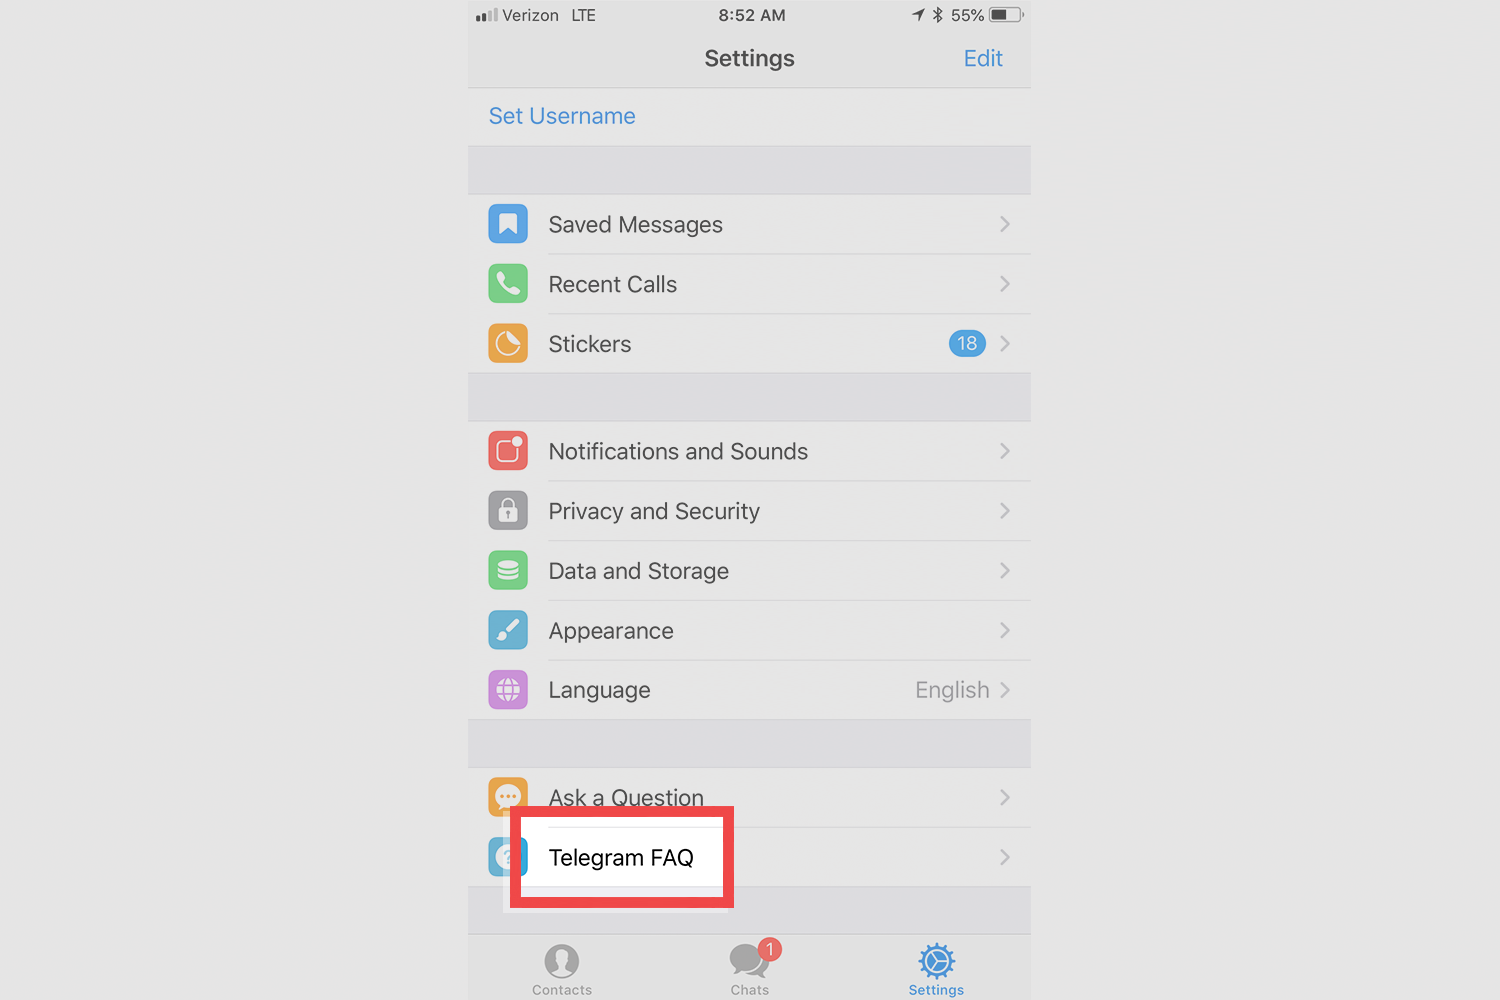 Verizon LTE 8:52 AM 55%
Settings Edit
Set Username
Saved Messages
Recent Calls
Stickers 18
Notifications and Sounds
Privacy and Security
Data and Storage
Appearance
Language English
Ask a Question
? Telegram FAQ
1
Contacts Chats Settings